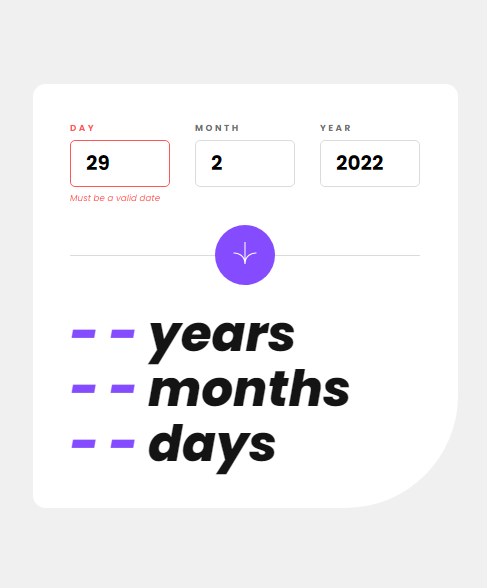 DAY MONTH YEAR
29 2 2022
Must be a valid date
- - years
- - months
- - days